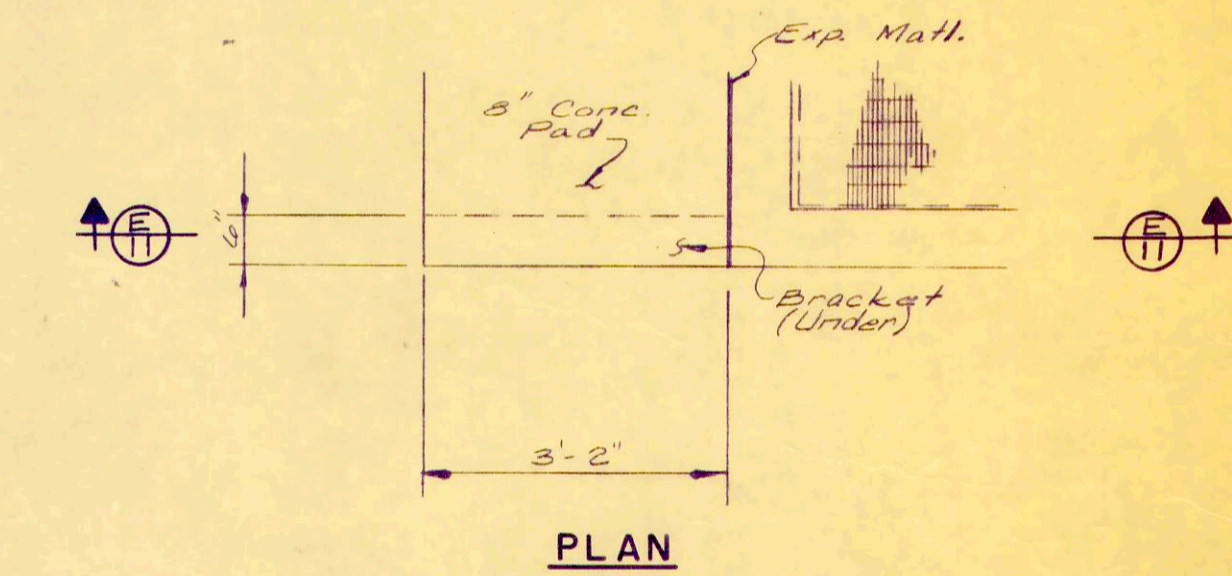 Exp. Matl.
8" Conc.
Pad
E
11
6"
E
11
Bracket
(Under)
3'-2"
PLAN